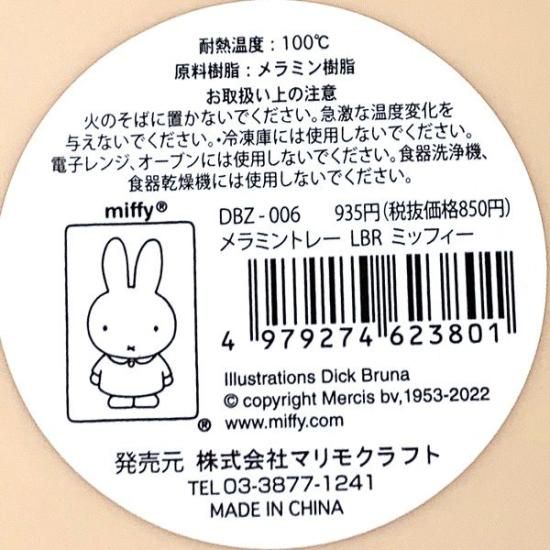 耐熱温度：100℃
原料樹脂：メラミン樹脂
お取扱い上の注意
火のそばに置かないでください。急激な温度変化を
与えないでください。・冷凍庫には使用しないでください。
電子レンジ、オーブンには使用しないでください。食器洗浄機、
食器乾燥機には使用しないでください。
miffy®
DBZ-006 935円(税抜価格850円)
メラミントレー LBR ミッフィー
4 979274 623801
Illustrations Dick Bruna
© copyright Mercis bv,1953-2022
® www.miffy.com
発売元 株式会社マリモクラフト
TEL 03-3877-1241
MADE IN CHINA